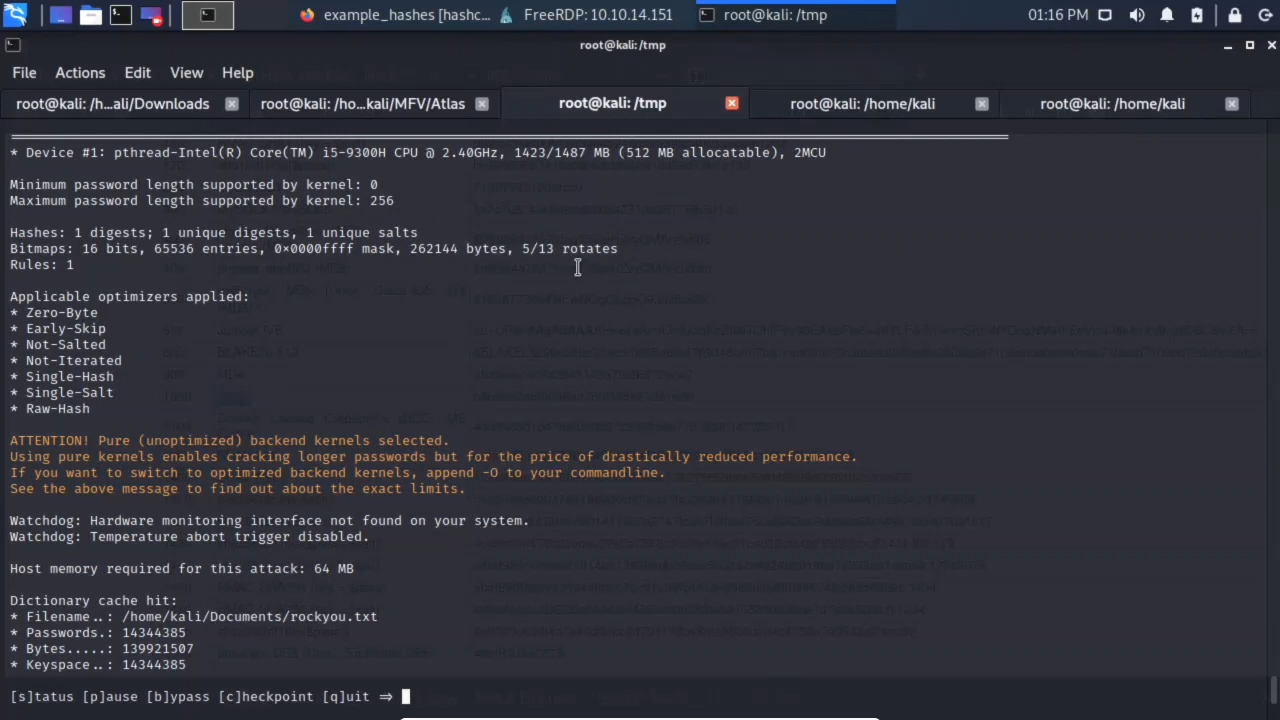 example_hashes [hashc...
FreeRDP: 10.10.14.151
root@kali: /tmp
01:16 PM
root@kali: /tmp
File Actions Edit View Help
root@kali: /h...ali/Downloads
root@kali: /ho...kali/MFV/Atlas
root@kali: /tmp
root@kali: /home/kali
root@kali: /home/kali
* Device #1: pthread-Intel(R) Core(TM) i5-9300H CPU @ 2.40GHz, 1423/1487 MB (512 MB allocatable), 2MCU
Minimum password length supported by kernel: 0
Maximum password length supported by kernel: 256
Hashes: 1 digests; 1 unique digests, 1 unique salts
Bitmaps: 16 bits, 65536 entries, 0×0000ffff mask, 262144 bytes, 5/13 rotates
Rules: 1
Applicable optimizers applied:
* Zero-Byte
* Early-Skip
* Not-Salted
* Not-Iterated
* Single-Hash
* Single-Salt
* Raw-Hash
ATTENTION! Pure (unoptimized) backend kernels selected.
Using pure kernels enables cracking longer passwords but for the price of drastically reduced performance.
If you want to switch to optimized backend kernels, append -O to your commandline.
See the above message to find out about the exact limits.
Watchdog: Hardware monitoring interface not found on your system.
Watchdog: Temperature abort trigger disabled.
Host memory required for this attack: 64 MB
Dictionary cache hit:
* Filename..: /home/kali/Documents/rockyou.txt
* Passwords.: 14344385
* Bytes.....: 139921507
* Keyspace..: 14344385
[s]tatus [p]ause [b]ypass [c]heckpoint [q]uit ⇒